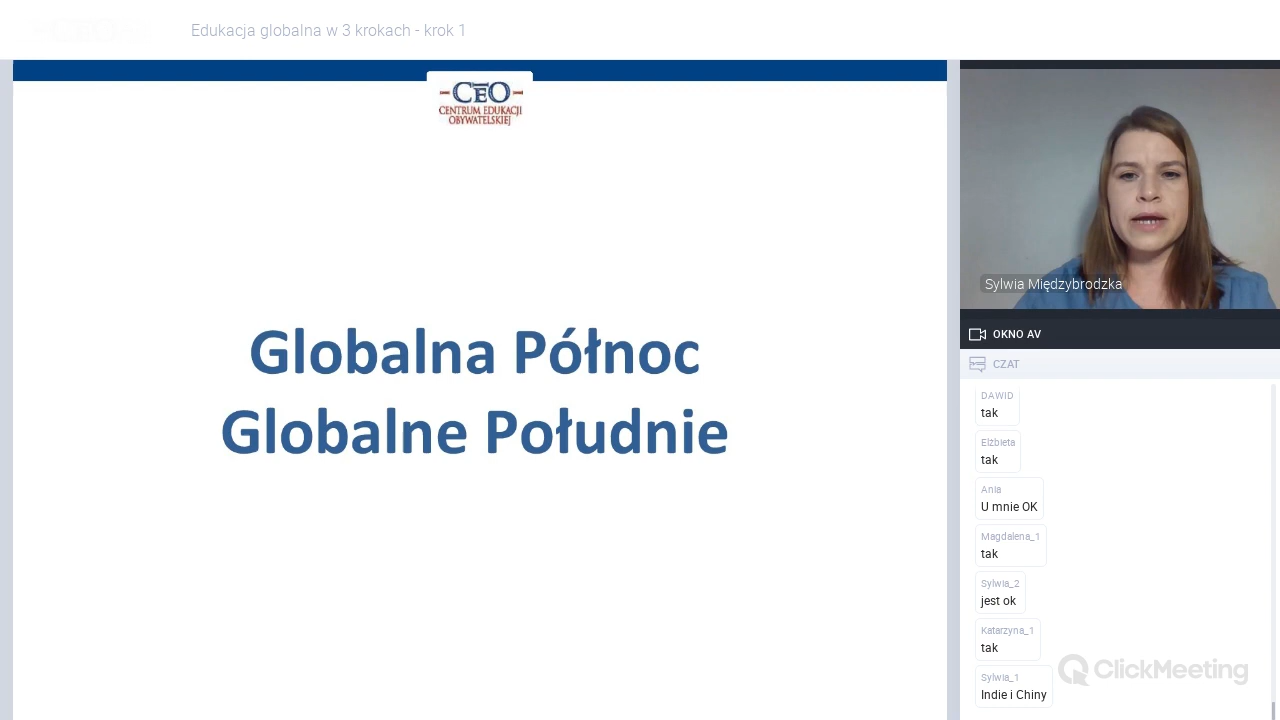 Edukacja globalna w 3 krokach - krok 1
CEO
CENTRUM EDUKACJI
OBYWATELSKIEJ
Globalna Północ
Globalne Południe
Sylwia Międzybrodzka
OKNO AV
CZAT
DAWID
tak
Elżbieta
tak
Ania
U mnie OK
Magdalena_1
tak
Sylwia_2
jest ok
Katarzyna_1
tak
Sylwia_1
Indie i Chiny
ClickMeeting